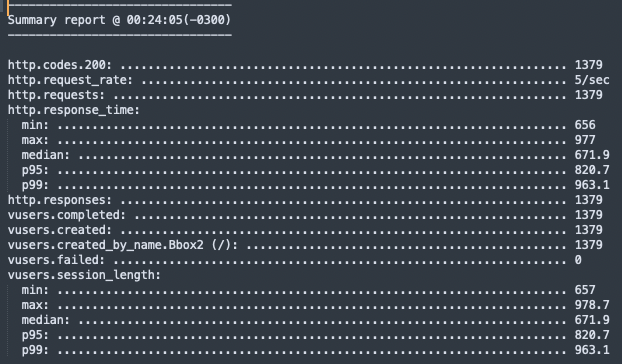 --------------------------------
Summary report @ 00:24:05(-0300)
--------------------------------
http.codes.200: ................................................................ 1379
http.request_rate: ............................................................. 5/sec
http.requests: ................................................................. 1379
http.response_time:
  min: ......................................................................... 656
  max: ......................................................................... 977
  median: ...................................................................... 671.9
  p95: ......................................................................... 820.7
  p99: ......................................................................... 963.1
http.responses: ................................................................ 1379
vusers.completed: .............................................................. 1379
vusers.created: ................................................................ 1379
vusers.created_by_name.Bbox2 (/): .............................................. 1379
vusers.failed: ................................................................. 0
vusers.session_length:
  min: ......................................................................... 657
  max: ......................................................................... 978.7
  median: ...................................................................... 671.9
  p95: ......................................................................... 820.7
  p99: ......................................................................... 963.1